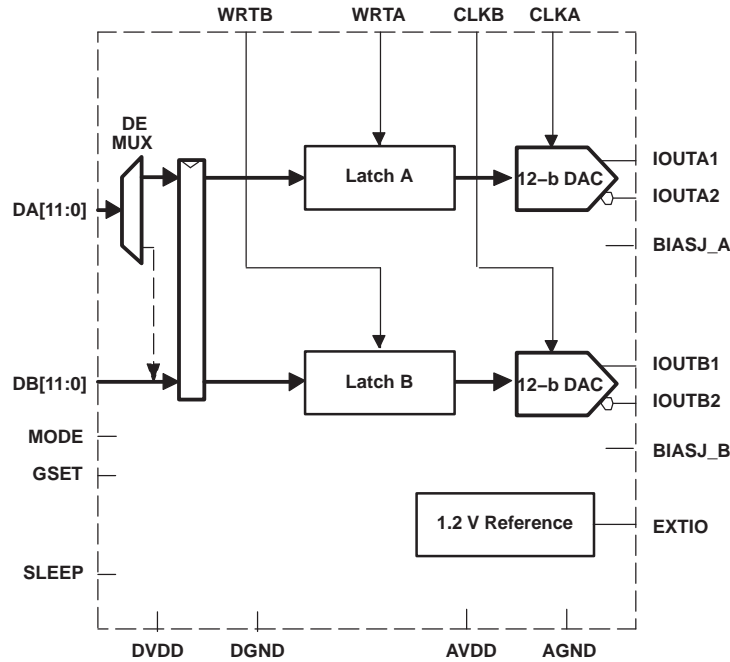 WRTB WRTA CLKB CLKA
DE
MUX
DA[11:0]
Latch A
12–b DAC
IOUTA1
IOUTA2
BIASJ_A
DB[11:0]
Latch B
12–b DAC
IOUTB1
IOUTB2
BIASJ_B
MODE
GSET
1.2 V Reference
EXTIO
SLEEP
DVDD DGND AVDD AGND